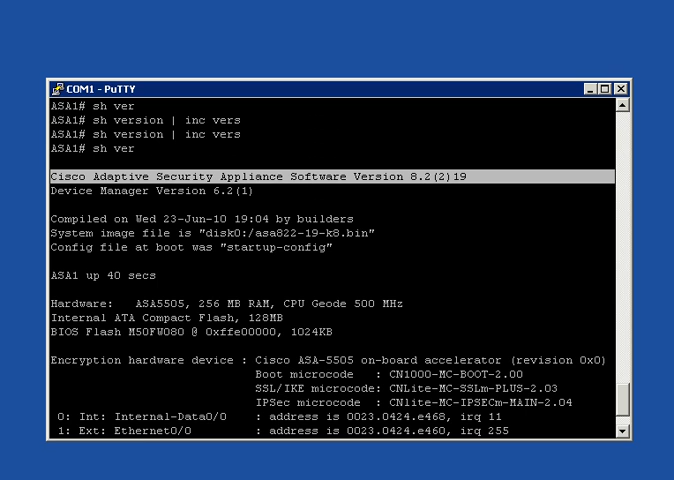 COM1 - PuTTY
ASA1# sh ver
ASA1# sh version | inc vers
ASA1# sh version | inc vers
ASA1# sh ver
Cisco Adaptive Security Appliance Software Version 8.2(2)19
Device Manager Version 6.2(1)
Compiled on Wed 23-Jun-10 19:04 by builders
System image file is "disk0:/asa822-19-k8.bin"
Config file at boot was "startup-config"
ASA1 up 40 secs
Hardware:   ASA5505, 256 MB RAM, CPU Geode 500 MHz
Internal ATA Compact Flash, 128MB
BIOS Flash M50FW080 @ 0xffe00000, 1024KB
Encryption hardware device : Cisco ASA-5505 on-board accelerator (revision 0x0)
Boot microcode   : CN1000-MC-BOOT-2.00
SSL/IKE microcode: CNLite-MC-SSLm-PLUS-2.03
IPSec microcode  : CNlite-MC-IPSECm-MAIN-2.04
0: Int: Internal-Data0/0    : address is 0023.0424.e468, irq 11
1: Ext: Ethernet0/0         : address is 0023.0424.e460, irq 255